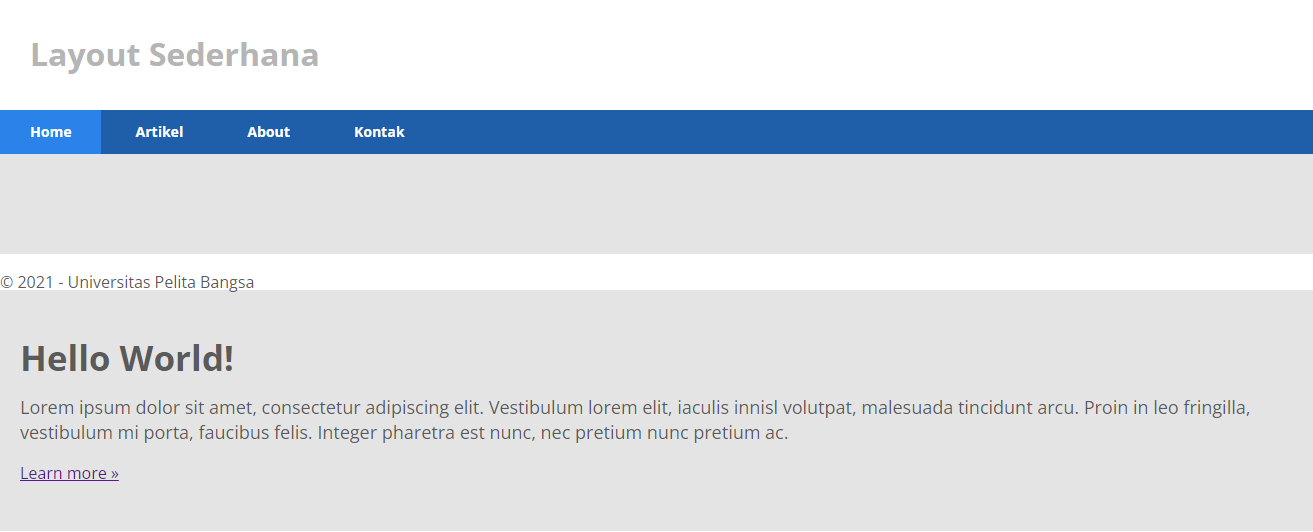 Layout Sederhana
Home Artikel About Kontak
© 2021 - Universitas Pelita Bangsa
Hello World!
Lorem ipsum dolor sit amet, consectetur adipiscing elit. Vestibulum lorem elit, iaculis innisl volutpat, malesuada tincidunt arcu. Proin in leo fringilla,
vestibulum mi porta, faucibus felis. Integer pharetra est nunc, nec pretium nunc pretium ac.
Learn more »